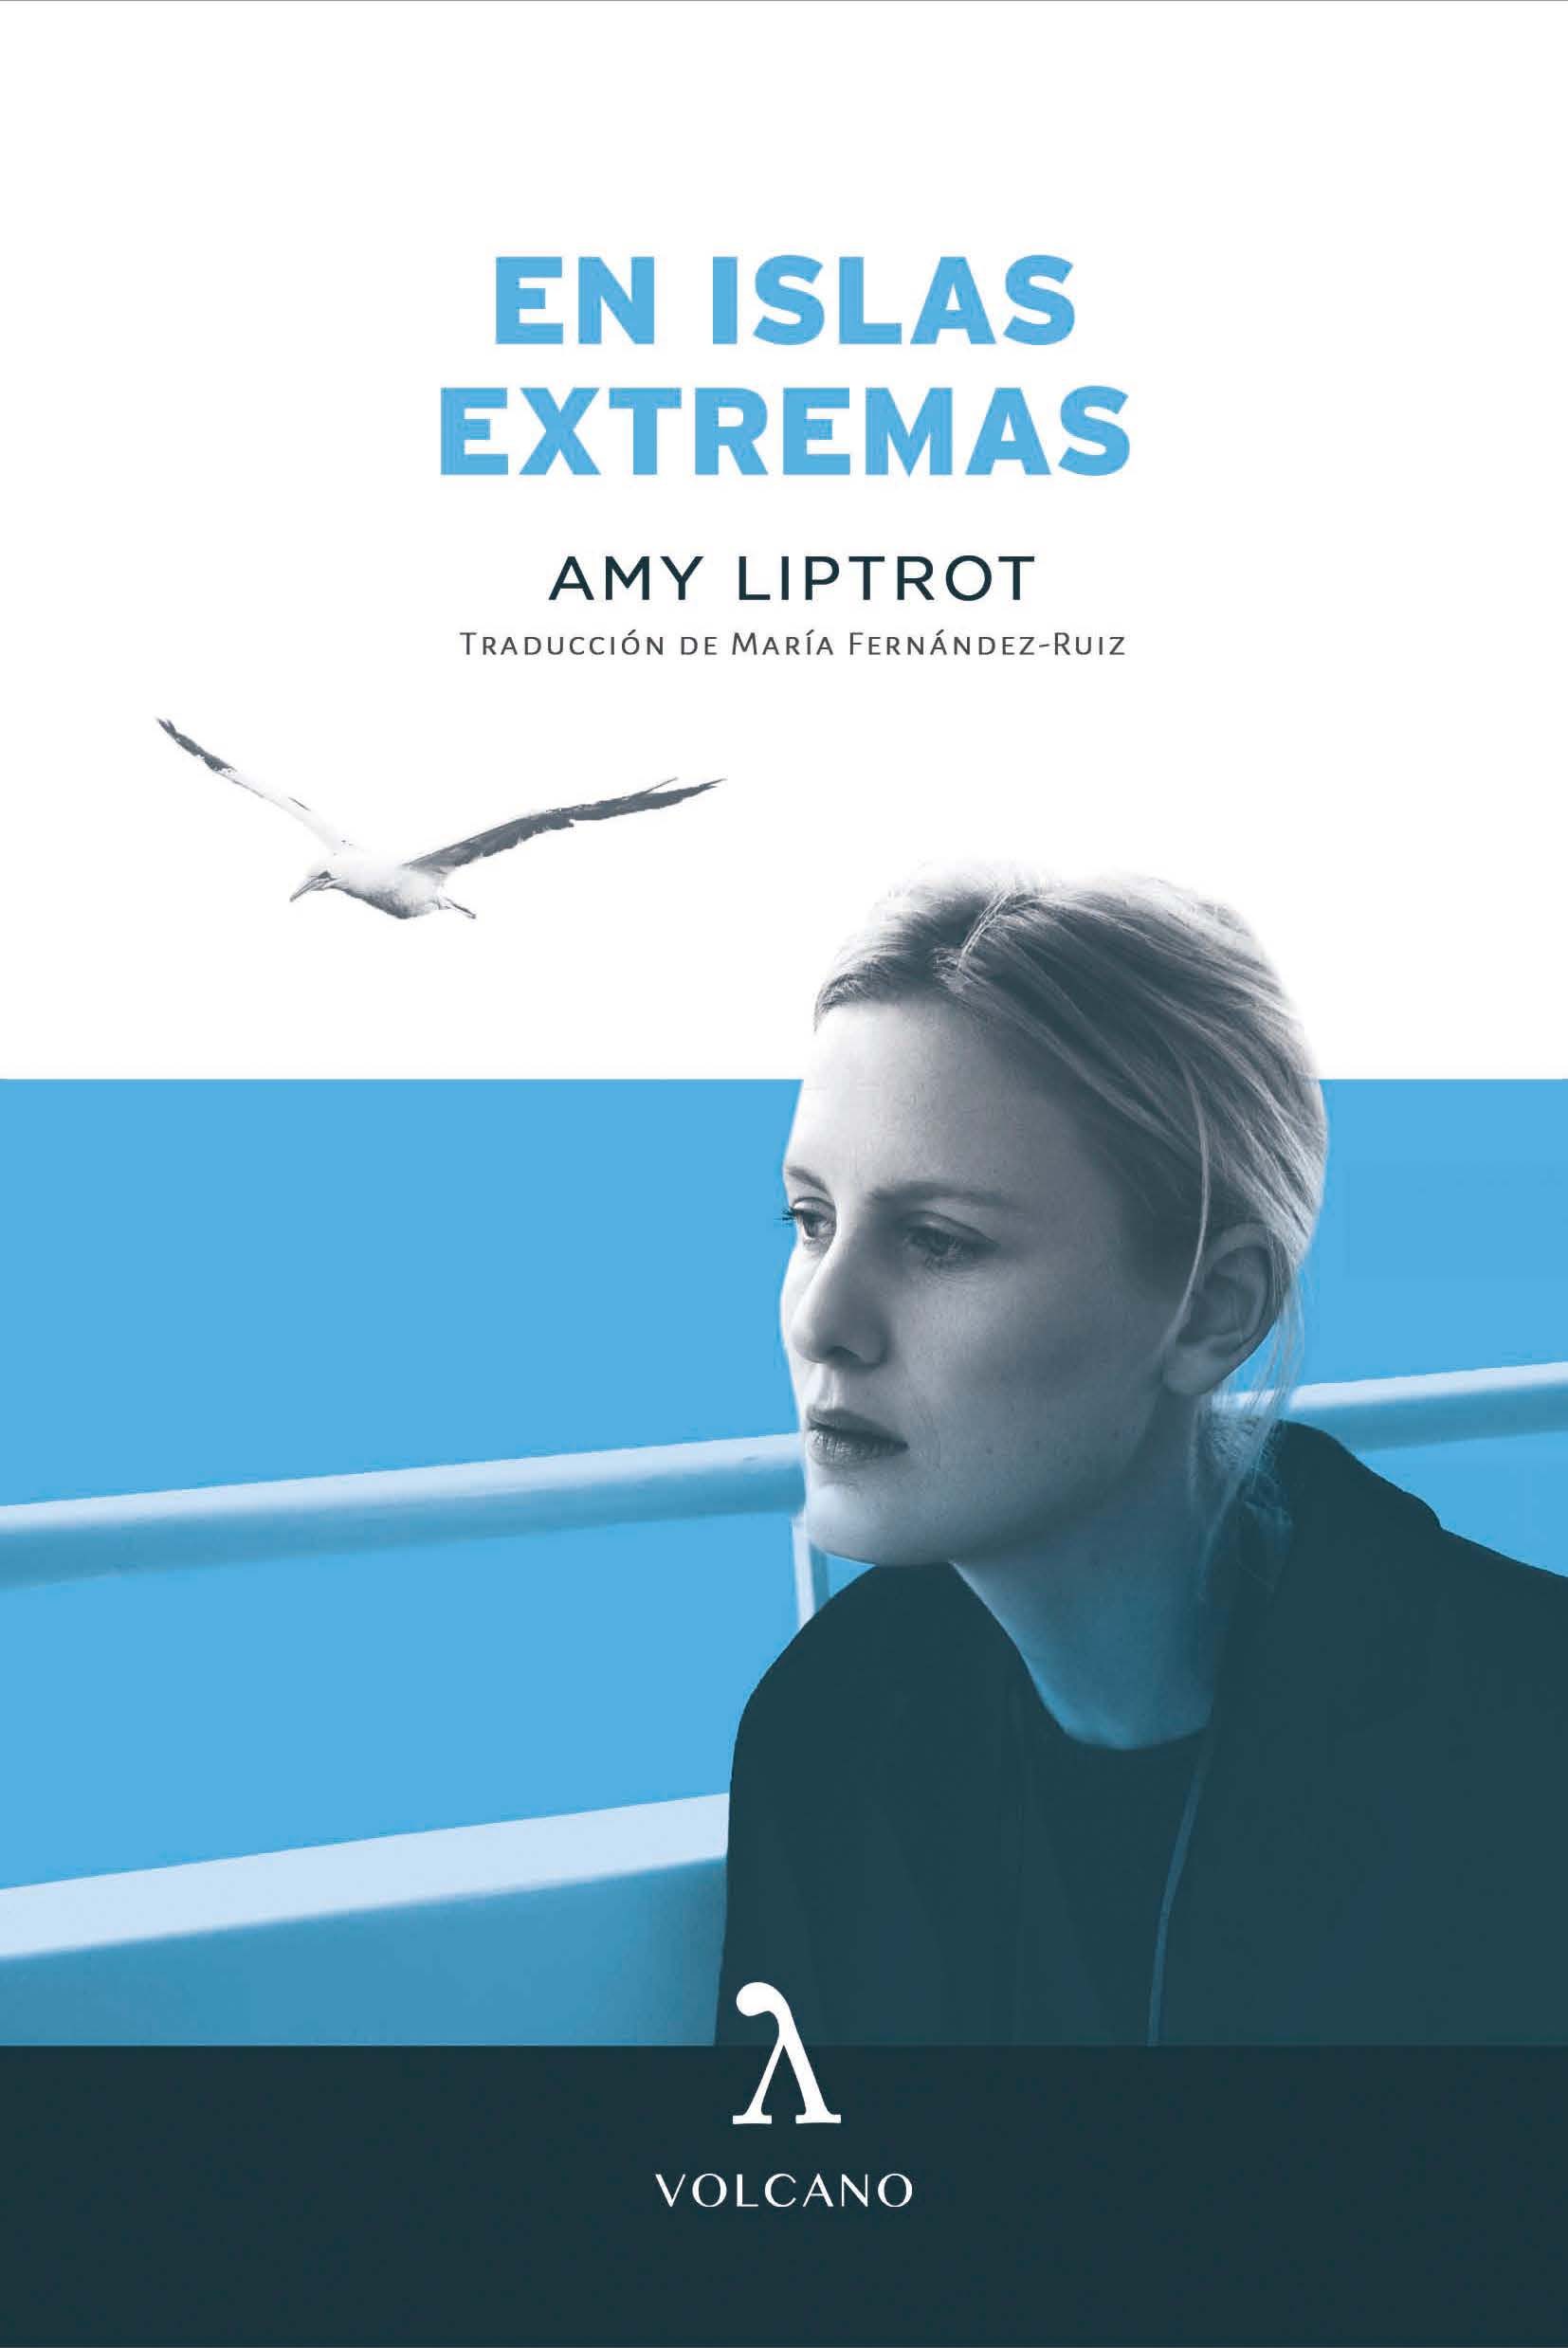 EN ISLAS
EXTREMAS
AMY LIPTROT
TRADUCCIÓN DE MARÍA FERNÁNDEZ-RUIZ
VOLCANO